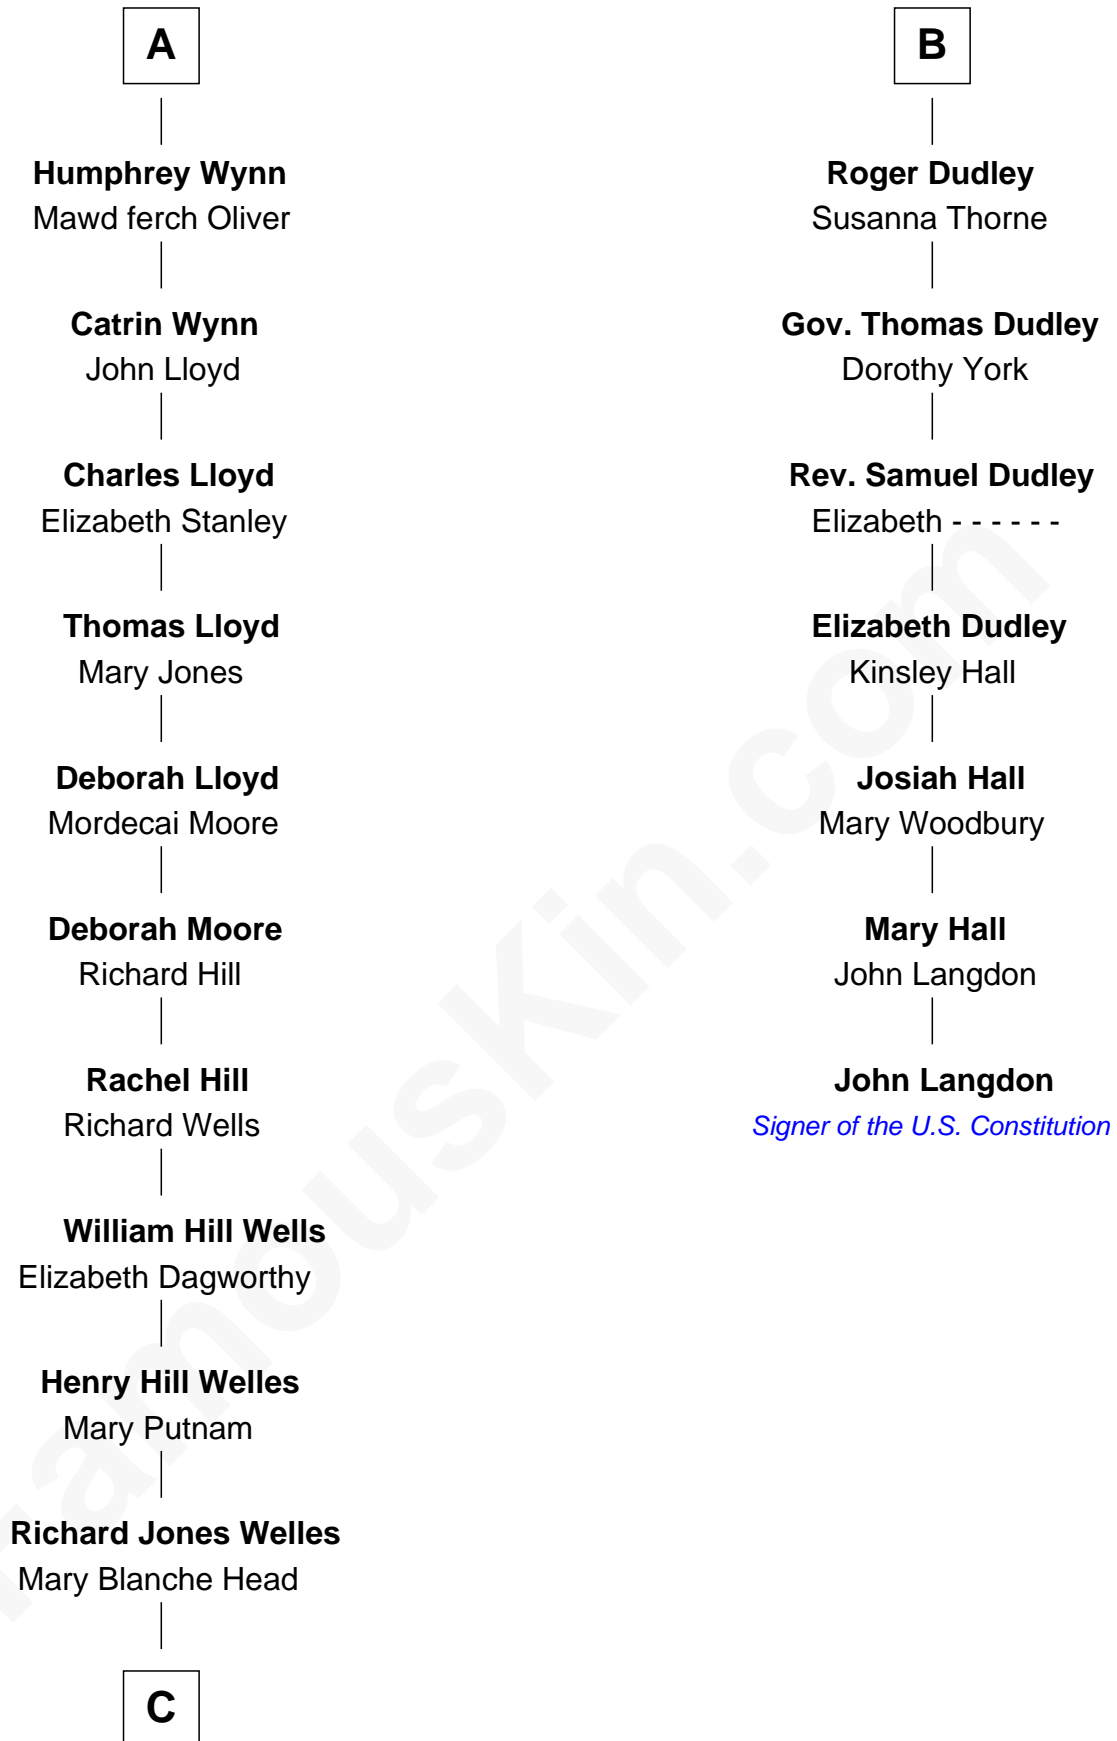 A
Humphrey Wynn
Mawd ferch Oliver
Catrin Wynn
John Lloyd
Charles Lloyd
Elizabeth Stanley
Thomas Lloyd
Mary Jones
Deborah Lloyd
Mordecai Moore
Deborah Moore
Richard Hill
Rachel Hill
Richard Wells
William Hill Wells
Elizabeth Dagworthy
Henry Hill Welles
Mary Putnam
Richard Jones Welles
Mary Blanche Head
C
B
Roger Dudley
Susanna Thorne
Gov. Thomas Dudley
Dorothy York
Rev. Samuel Dudley
Elizabeth - - - - - -
Elizabeth Dudley
Kinsley Hall
Josiah Hall
Mary Woodbury
Mary Hall
John Langdon
John Langdon
Signer of the U.S. Constitution
FamousKin.com